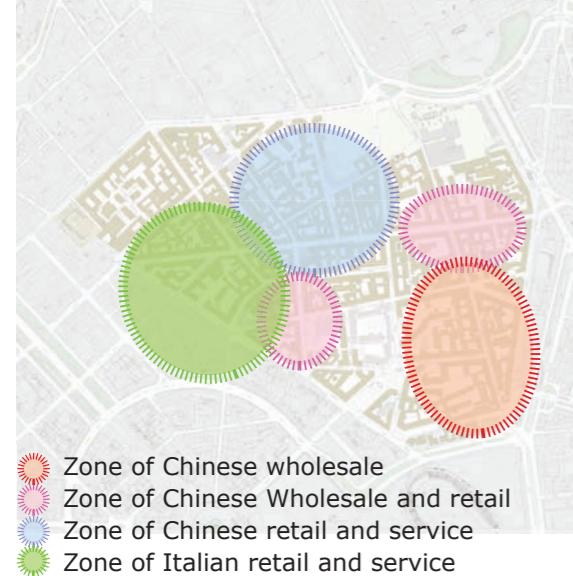 Zone of Chinese wholesale
Zone of Chinese Wholesale and retail
Zone of Chinese retail and service
Zone of Italian retail and service